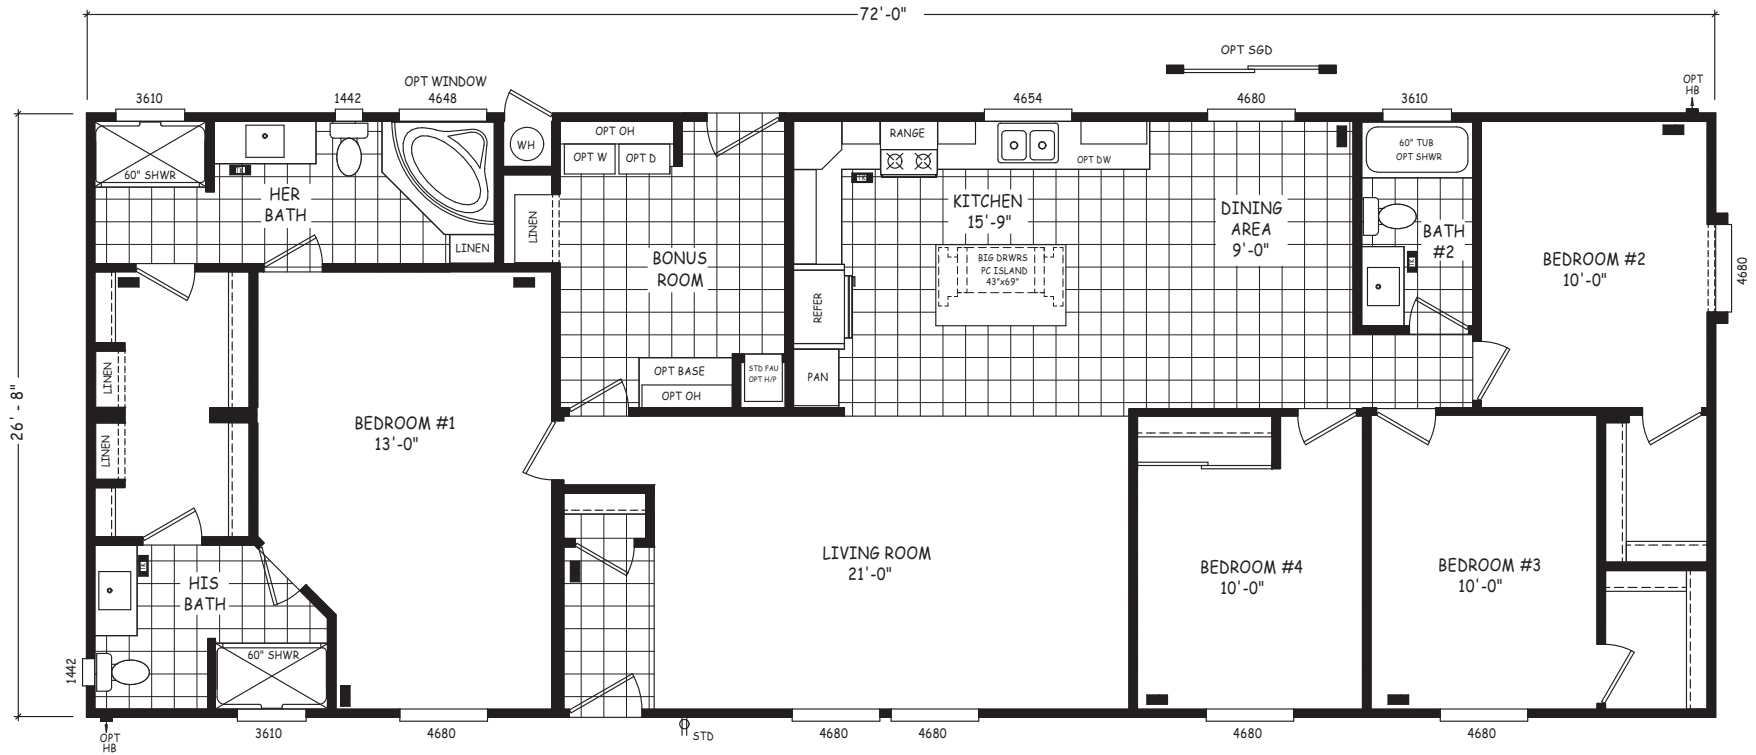 72'-0"
OPT SGD
OPT WINDOW
OPT
HB
3610
1442
4648
4654
4680
3610
26' - 8"
60" SHWR
HER
BATH
LINEN
WH
LINEN
OPT OH
OPT W
OPT D
BONUS
ROOM
OPT BASE
OPT OH
STD FAU
OPT H/P
RANGE
OPT DW
KITCHEN
15'-9"
BIG DRWRS
PC ISLAND
43"x69"
REFER
PAN
DINING
AREA
9'-0"
60" TUB
OPT SHWR
BATH
#2
BEDROOM #2
10'-0"
4680
LINEN
LINEN
BEDROOM #1
13'-0"
HIS
BATH
60" SHWR
1442
LIVING ROOM
21'-0"
BEDROOM #4
10'-0"
BEDROOM #3
10'-0"
OPT
HB
3610
4680
STD
4680
4680
4680
4680